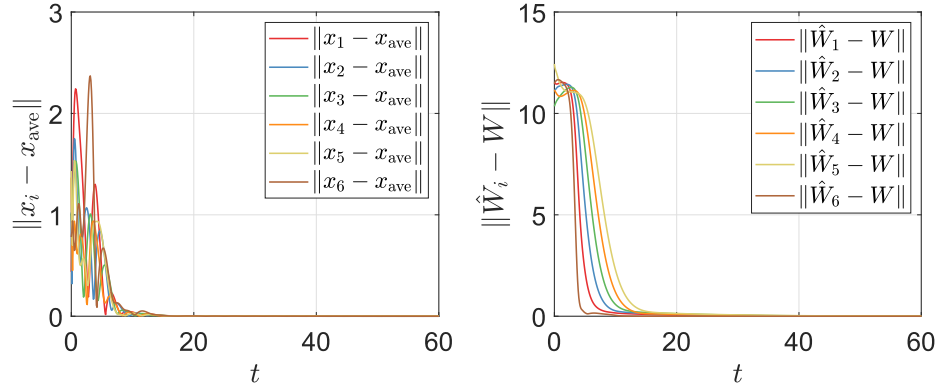 3
2
1
0
0
20
40
60
t
‖x_i − x_ave‖
‖x_1 − x_ave‖
‖x_2 − x_ave‖
‖x_3 − x_ave‖
‖x_4 − x_ave‖
‖x_5 − x_ave‖
‖x_6 − x_ave‖
15
10
5
0
0
20
40
60
t
‖Ŵ_i − W‖
‖Ŵ_1 − W‖
‖Ŵ_2 − W‖
‖Ŵ_3 − W‖
‖Ŵ_4 − W‖
‖Ŵ_5 − W‖
‖Ŵ_6 − W‖